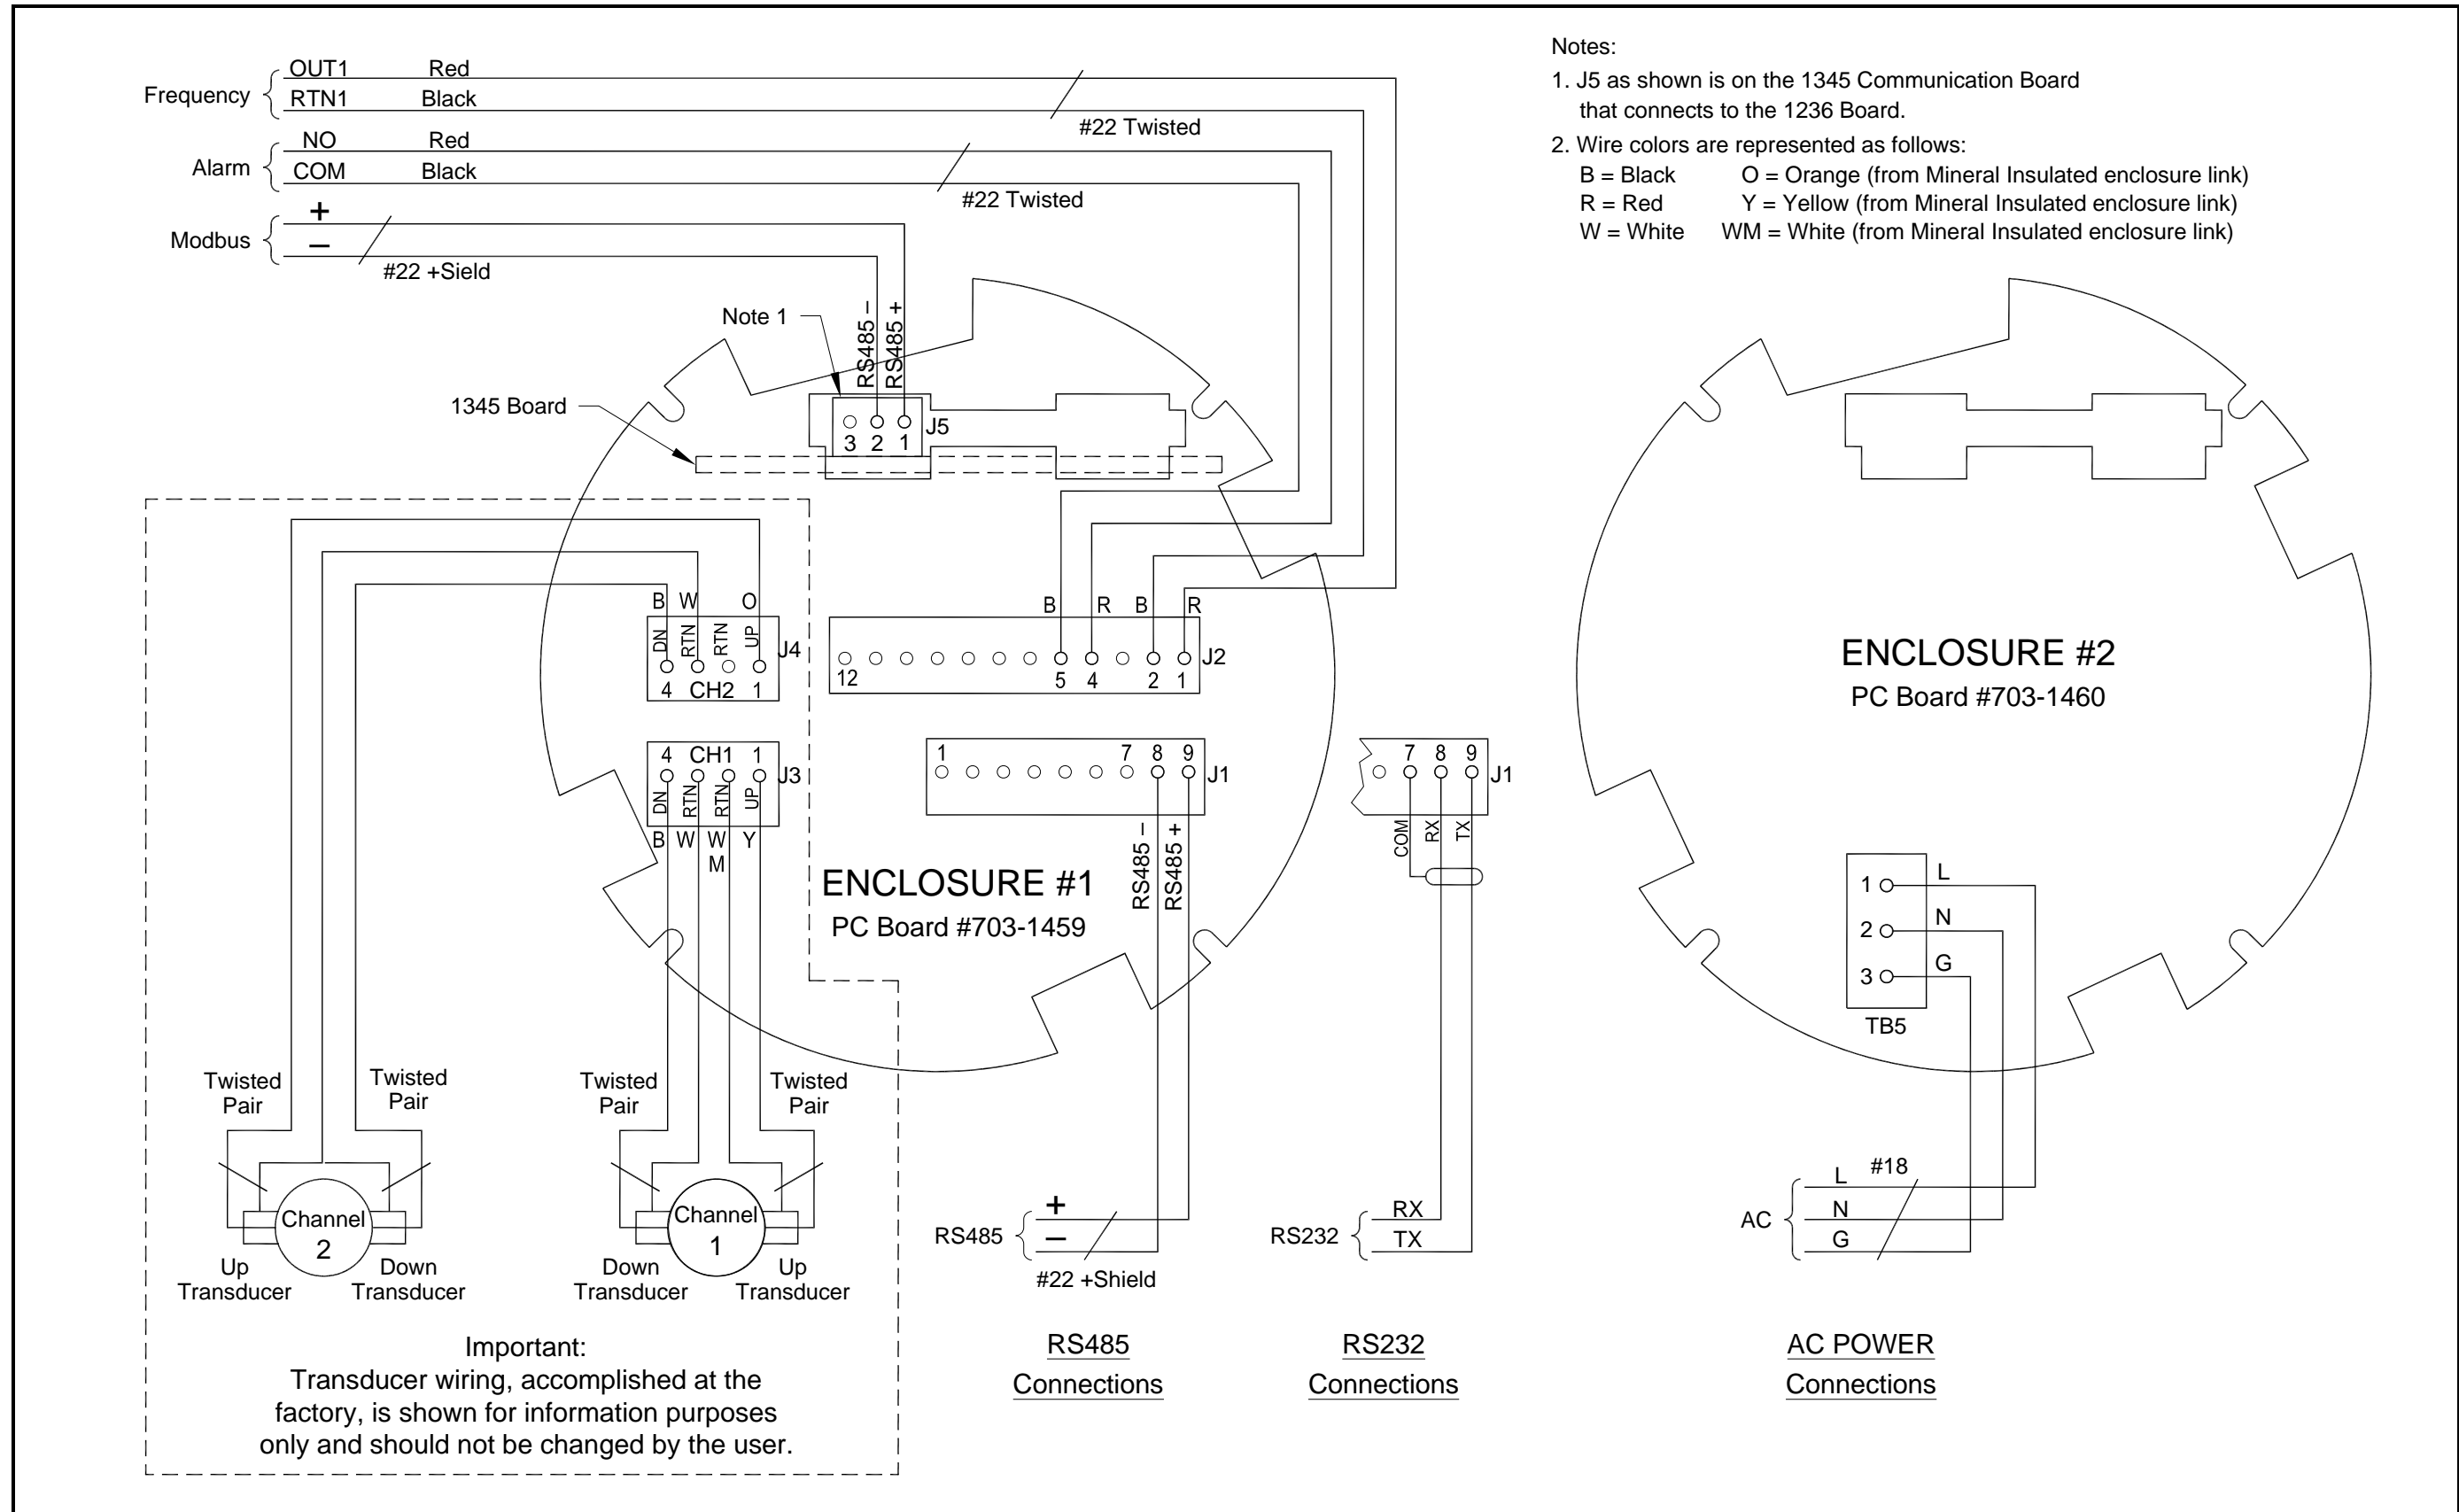 Notes:
1. J5 as shown is on the 1345 Communication Board
that connects to the 1236 Board.
2. Wire colors are represented as follows:
B = Black O = Orange (from Mineral Insulated enclosure link)
R = Red Y = Yellow (from Mineral Insulated enclosure link)
W = White WM = White (from Mineral Insulated enclosure link)
Frequency
OUT1 Red
RTN1 Black
#22 Twisted
Alarm
NO Red
COM Black
#22 Twisted
Modbus
+
–
#22 +Sield
Note 1
RS485 –
RS485 +
1345 Board
J5
3 2 1
B W O
DN RTN RTN UP
J4
4 CH2 1
B R B R
J2
12 5 4 2 1
4 CH1 1
J3
DN RTN RTN UP
B W W Y
M
1 7 8 9
J1
RS485 –
RS485 +
ENCLOSURE #1
PC Board #703-1459
7 8 9
J1
COM RX TX
ENCLOSURE #2
PC Board #703-1460
1 L
2 N
3 G
TB5
Twisted
Pair
Twisted
Pair
Twisted
Pair
Twisted
Pair
Channel
2
Channel
1
Up
Transducer
Down
Transducer
Down
Transducer
Up
Transducer
Important:
Transducer wiring, accomplished at the
factory, is shown for information purposes
only and should not be changed by the user.
RS485
+
–
#22 +Shield
RS485
Connections
RS232
RX
TX
RS232
Connections
AC
L #18
N
G
AC POWER
Connections